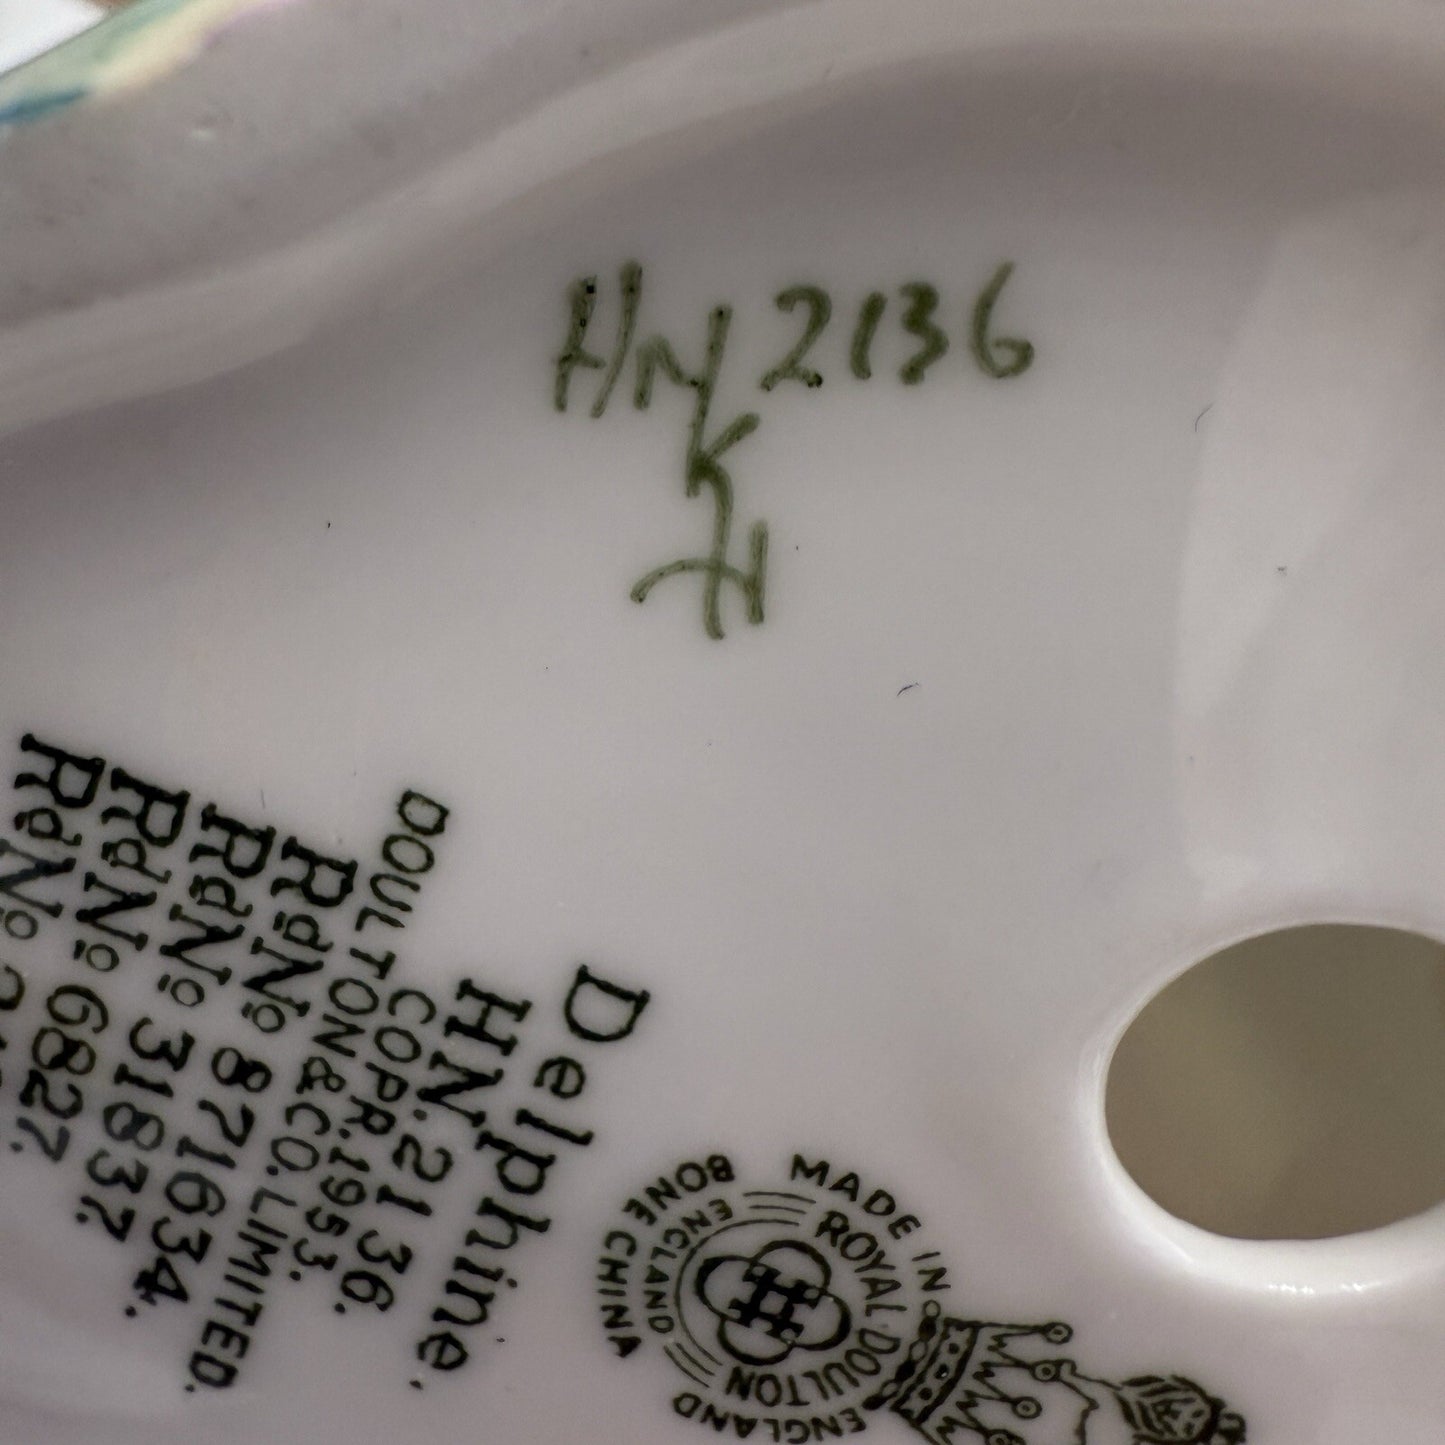 HN 2136
K
H
MADE IN ENGLAND
BONE CHINA
ROYAL DOULTON
ENGLAND
Delphine.
HN. 2136.
COPR. 1953.
DOULTON & CO. LIMITED.
RdNo 871634.
RdNo 31837.
RdNo 6827.
RdNo